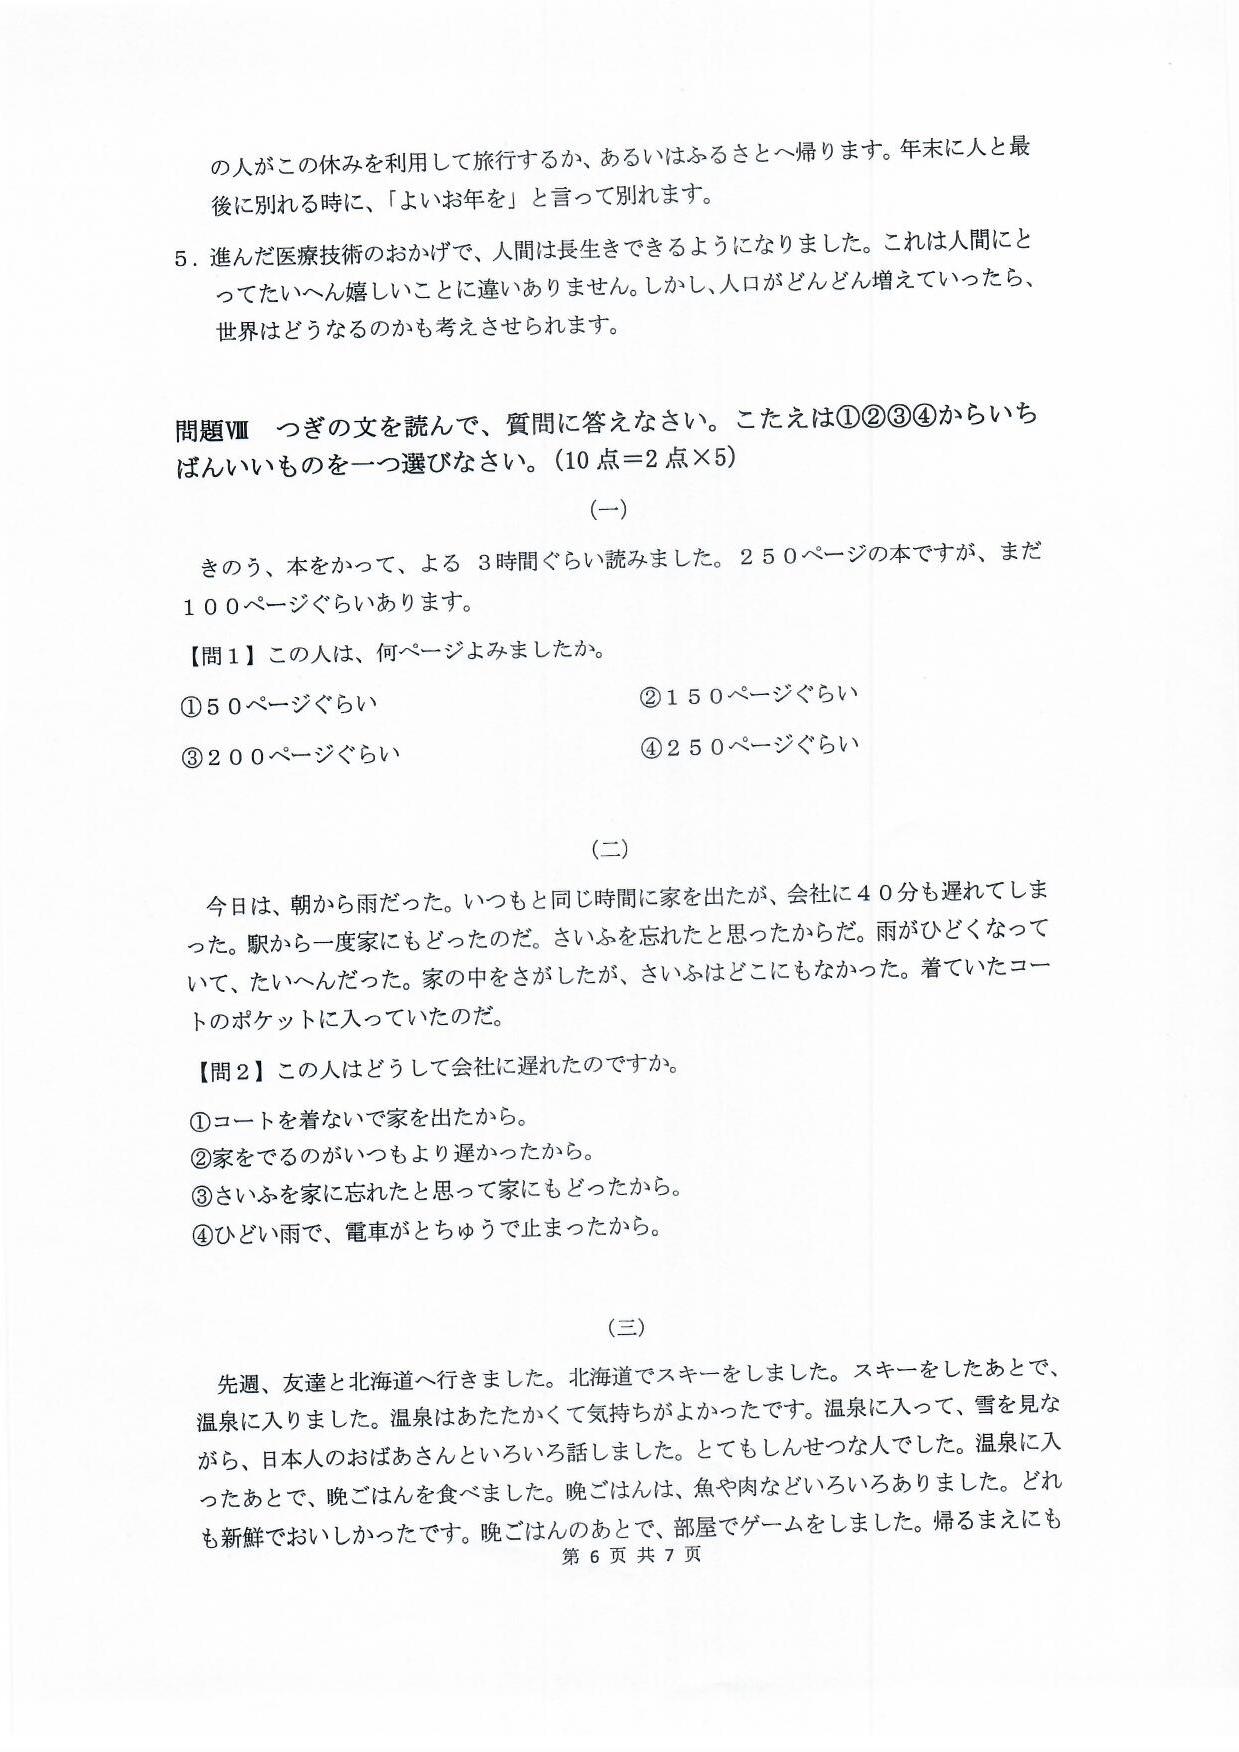 の人がこの休みを利用して旅行するか、あるいはふるさとへ帰ります。年末に人と最
後に別れる時に、「よいお年を」と言って別れます。
5．進んだ医療技術のおかげで、人間は長生きできるようになりました。これは人間にと
ってたいへん嬉しいことに違いありません。しかし、人口がどんどん増えていったら、
世界はどうなるのかも考えさせられます。
問題Ⅷ　つぎの文を読んで、質問に答えなさい。こたえは①②③④からいち
ばんいいものを一つ選びなさい。（10 点＝2 点×5）
（一）
きのう、本をかって、よる ３時間ぐらい読みました。２５０ページの本ですが、まだ
１００ページぐらいあります。
【問１】この人は、何ページよみましたか。
①５０ページぐらい　②１５０ページぐらい
③２００ページぐらい　④２５０ページぐらい
（二）
今日は、朝から雨だった。いつもと同じ時間に家を出たが、会社に４０分も遅れてしま
った。駅から一度家にもどったのだ。さいふを忘れたと思ったからだ。雨がひどくなって
いて、たいへんだった。家の中をさがしたが、さいふはどこにもなかった。着ていたコー
トのポケットに入っていたのだ。
【問２】この人はどうして会社に遅れたのですか。
①コートを着ないで家を出たから。
②家をでるのがいつもより遅かったから。
③さいふを家に忘れたと思って家にもどったから。
④ひどい雨で、電車がとちゅうで止まったから。
（三）
先週、友達と北海道へ行きました。北海道でスキーをしました。スキーをしたあとで、
温泉に入りました。温泉はあたたかくて気持ちがよかったです。温泉に入って、雪を見な
がら、日本人のおばあさんといろいろ話しました。とてもしんせつな人でした。温泉に入
ったあとで、晩ごはんを食べました。晩ごはんは、魚や肉などいろいろありました。どれ
も新鮮でおいしかったです。晩ごはんのあとで、部屋でゲームをしました。帰るまえにも
第 6 页 共 7 页